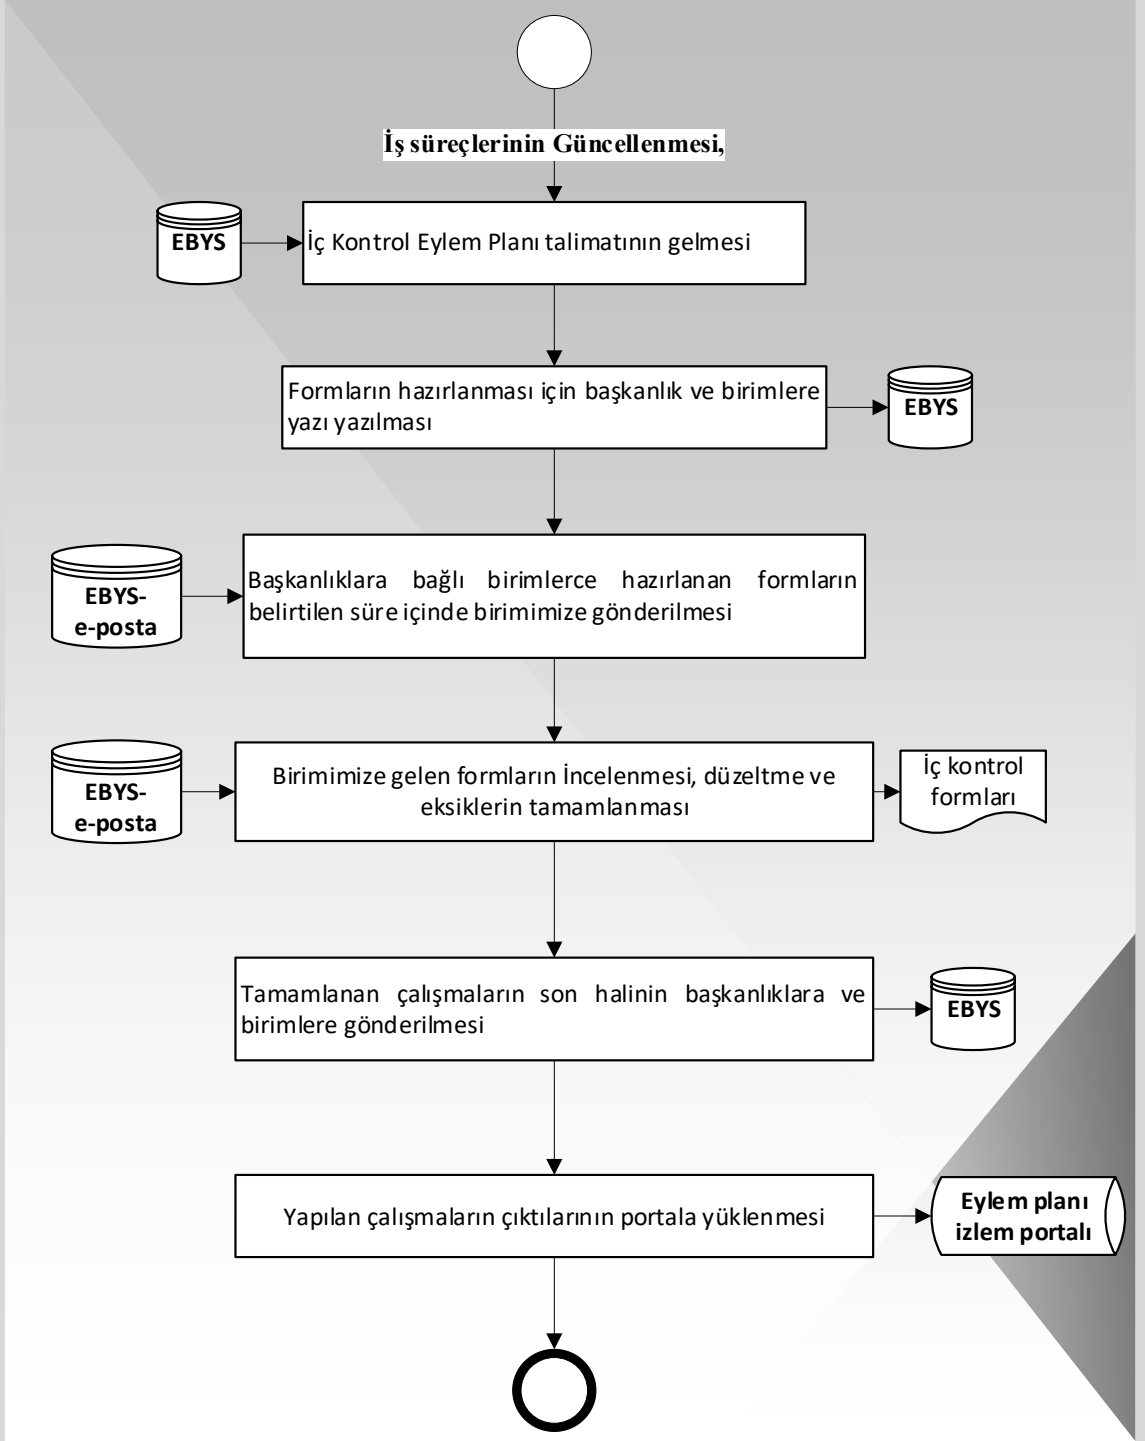 İş süreçlerinin Güncellenmesi,
EBYS
İç Kontrol Eylem Planı talimatının gelmesi
Formların hazırlanması için başkanlık ve birimlere
yazı yazılması
EBYS
EBYS-
e-posta
Başkanlıklara bağlı birimlerce hazırlanan formların
belirtilen süre içinde birimimize gönderilmesi
EBYS-
e-posta
Birimimize gelen formların İncelenmesi, düzeltme ve
eksiklerin tamamlanması
İç kontrol
formları
Tamamlanan çalışmaların son halinin başkanlıklara ve
birimlere gönderilmesi
EBYS
Yapılan çalışmaların çıktılarının portala yüklenmesi
Eylem planı
izlem portalı